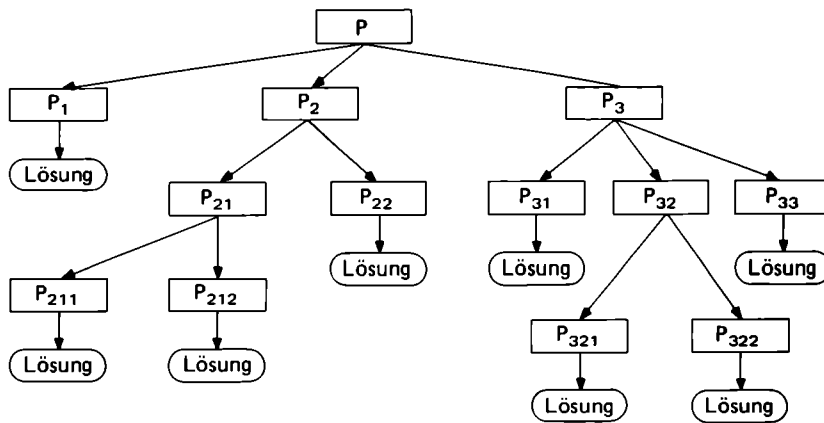 P
P₁
P₂
P₃
Lösung
P₂₁
P₂₂
P₃₁
P₃₂
P₃₃
Lösung
Lösung
Lösung
P₂₁₁
P₂₁₂
P₃₂₁
P₃₂₂
Lösung
Lösung
Lösung
Lösung